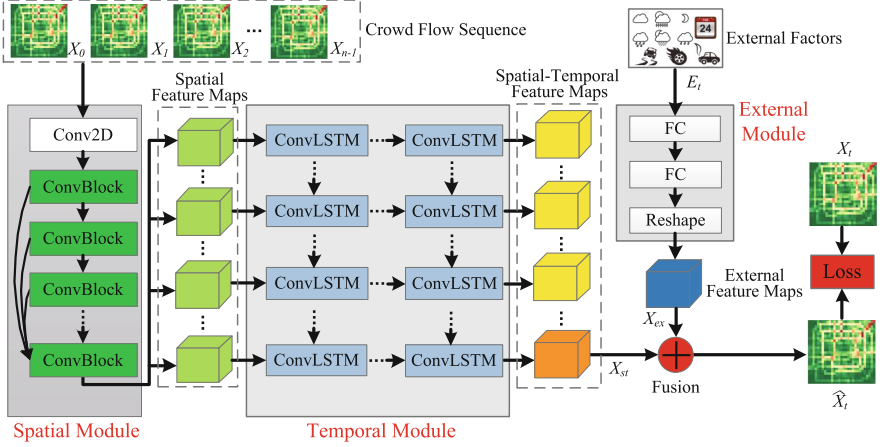 X0 X1 X2 ... Xn-1
Crowd Flow Sequence
24
External Factors
Et
Spatial
Feature Maps
Spatial-Temporal
Feature Maps
External
Module
Conv2D
ConvBlock
ConvBlock
ConvBlock
ConvBlock
Spatial Module
ConvLSTM ConvLSTM
ConvLSTM ConvLSTM
ConvLSTM ConvLSTM
ConvLSTM ConvLSTM
Temporal Module
FC
FC
Reshape
External
Feature Maps
Xex
Xst
Fusion
Xt
Loss
X̂t